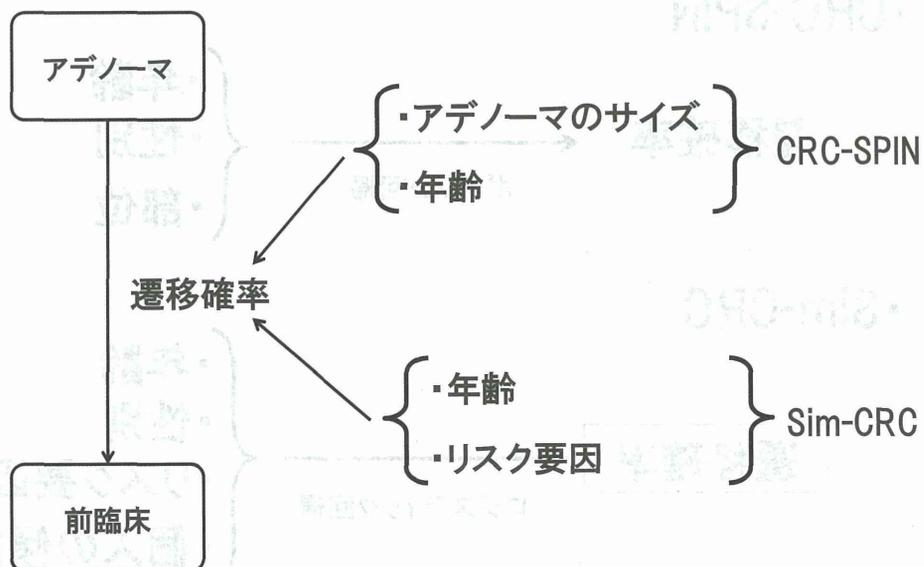 アデノーマ
・アデノーマのサイズ
・年齢
CRC-SPIN
遷移確率
・年齢
・リスク要因
Sim-CRC
前臨床